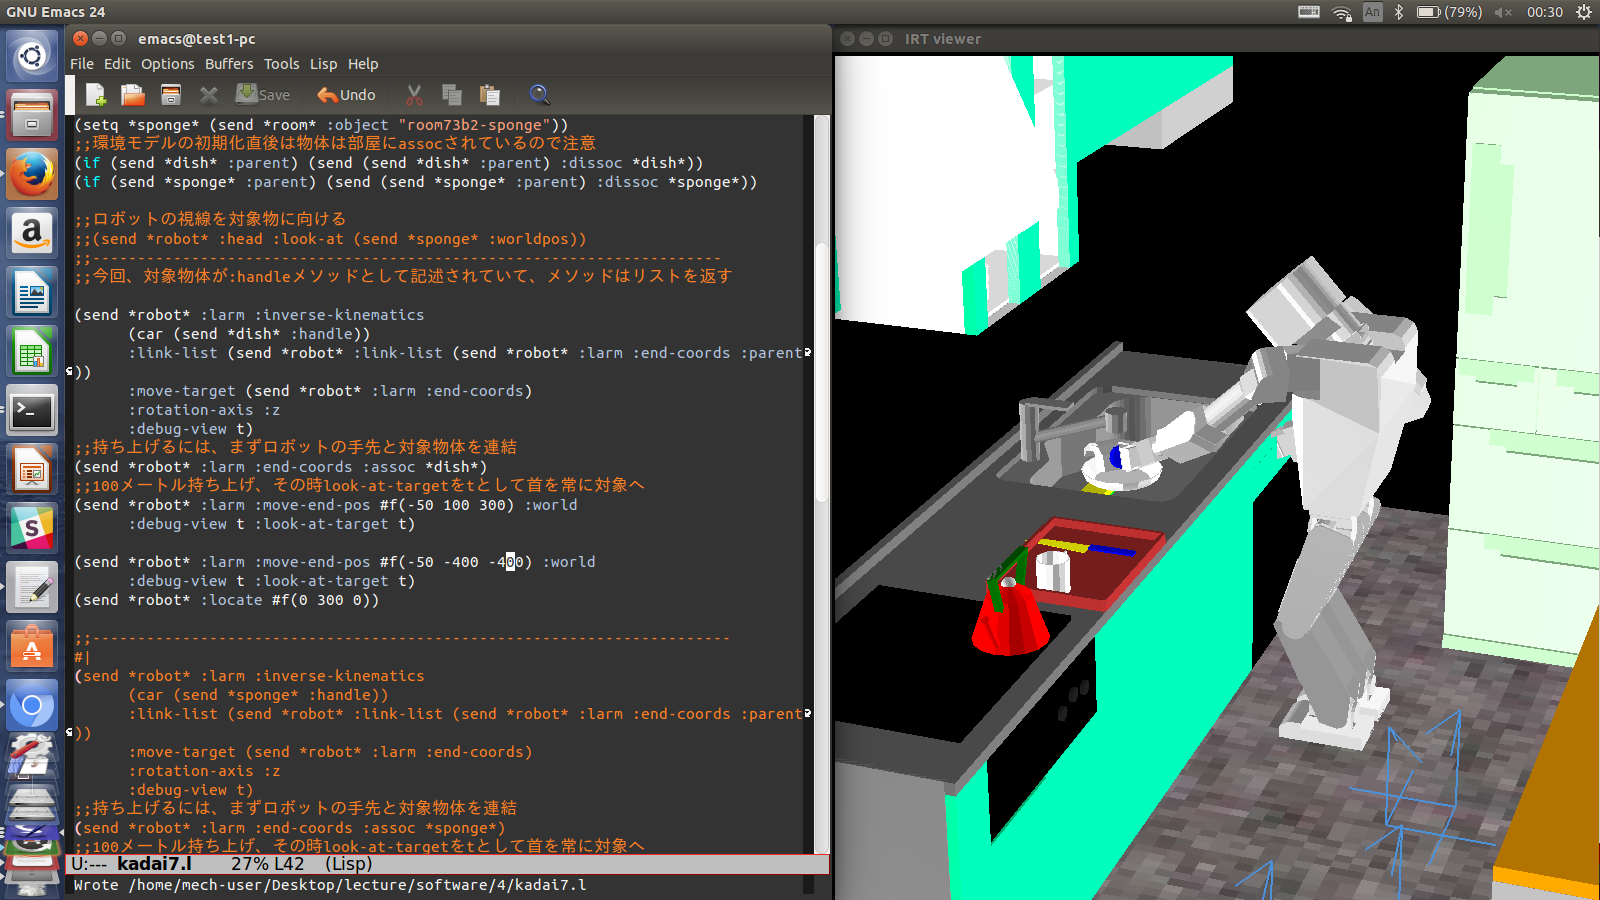 GNU Emacs 24
An
(79%)
00:30
emacs@test1-pc
IRT viewer
File Edit Options Buffers Tools Lisp Help
Save
Undo
(setq *sponge* (send *room* :object "room73b2-sponge"))
;;環境モデルの初期化直後は物体は部屋にassocされているので注意
(if (send *dish* :parent) (send (send *dish* :parent) :dissoc *dish*))
(if (send *sponge* :parent) (send (send *sponge* :parent) :dissoc *sponge*))
;;ロボットの視線を対象物に向ける
;;(send *robot* :head :look-at (send *sponge* :worldpos))
;;----------------------------------------------------------------------
;;今回、対象物体が:handleメソッドとして記述されていて、メソッドはリストを返す
(send *robot* :larm :inverse-kinematics
(car (send *dish* :handle))
:link-list (send *robot* :link-list (send *robot* :larm :end-coords :parent
))
:move-target (send *robot* :larm :end-coords)
:rotation-axis :z
:debug-view t)
;;持ち上げるには、まずロボットの手先と対象物体を連結
(send *robot* :larm :end-coords :assoc *dish*)
;;100メートル持ち上げ、その時look-at-targetをtとして首を常に対象へ
(send *robot* :larm :move-end-pos #f(-50 100 300) :world
:debug-view t :look-at-target t)
(send *robot* :larm :move-end-pos #f(-50 -400 -400) :world
:debug-view t :look-at-target t)
(send *robot* :locate #f(0 300 0))
;;-----------------------------------------------------------------------
#|
(send *robot* :larm :inverse-kinematics
(car (send *sponge* :handle))
:link-list (send *robot* :link-list (send *robot* :larm :end-coords :parent
))
:move-target (send *robot* :larm :end-coords)
:rotation-axis :z
:debug-view t)
;;持ち上げるには、まずロボットの手先と対象物体を連結
(send *robot* :larm :end-coords :assoc *sponge*)
;;100メートル持ち上げ、その時look-at-targetをtとして首を常に対象へ
U:--- kadai7.l 27% L42 (Lisp)
Wrote /home/mech-user/Desktop/lecture/software/4/kadai7.l